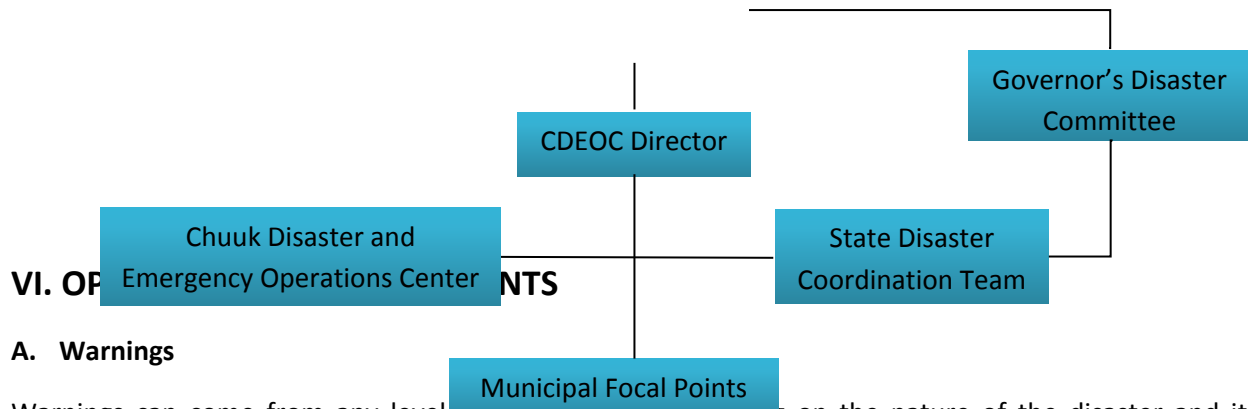 Governor’s Disaster
Committee
CDEOC Director
Chuuk Disaster and
Emergency Operations Center
State Disaster
Coordination Team
VI. OP NTS
A. Warnings
Municipal Focal Points
Warnings can come from any level on the nature of the disaster and it